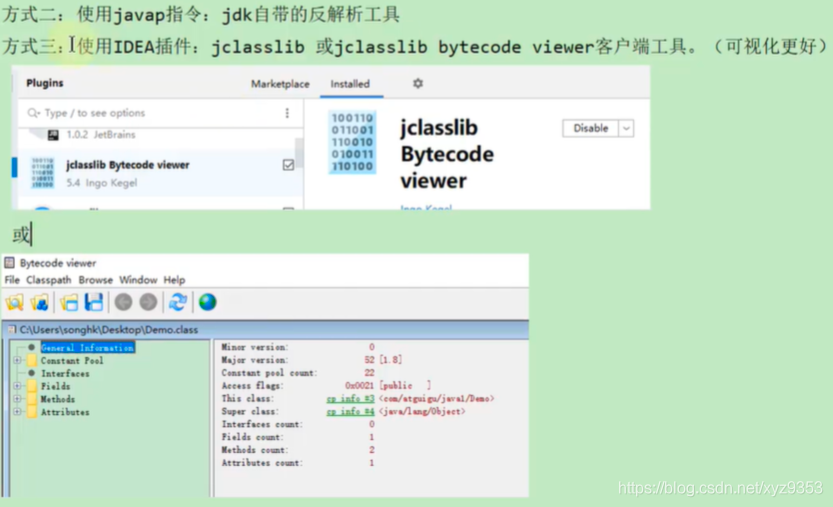 方式二：使用javap指令：jdk自带的反解析工具
方式三：使用IDEA插件：jclasslib 或jclasslib bytecode viewer客户端工具。（可视化更好）
Plugins Marketplace Installed
Type / to see options
1.0.2 JetBrains
jclasslib Bytecode viewer
5.4 Ingo Kegel
100110
011001
110010
010011
110100
jclasslib
Bytecode
viewer
Disable
Ingo Kegel
或
Bytecode viewer
File Classpath Browse Window Help
C:\Users\songhk\Desktop\Demo.class
General Information
Constant Pool
Interfaces
Fields
Methods
Attributes
Minor version: 0
Major version: 52 [1.8]
Constant pool count: 22
Access flags: 0x0021 [public ]
This class: cp_info #3 <com/atguigu/java1/Demo>
Super class: cp_info #4 <java/lang/Object>
Interfaces count: 0
Fields count: 1
Methods count: 2
Attributes count: 1
https://blog.csdn.net/xyz9353